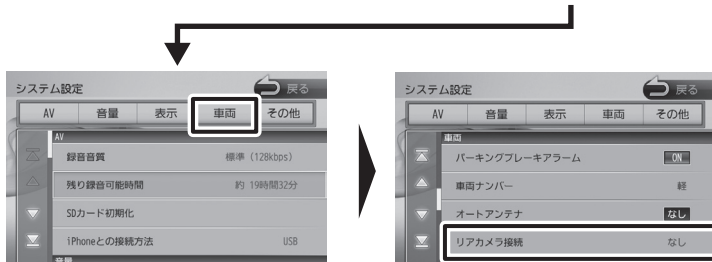 システム設定
戻る
AV 音量 表示 車両 その他
AV
録音音質 標準 (128kbps)
残り録音可能時間 約 19時間32分
SDカード初期化
iPhoneとの接続方法 USB
音量
システム設定
戻る
AV 音量 表示 車両 その他
車両
パーキングブレーキアラーム ON
車両ナンバー 軽
オートアンテナ なし
リアカメラ接続 なし